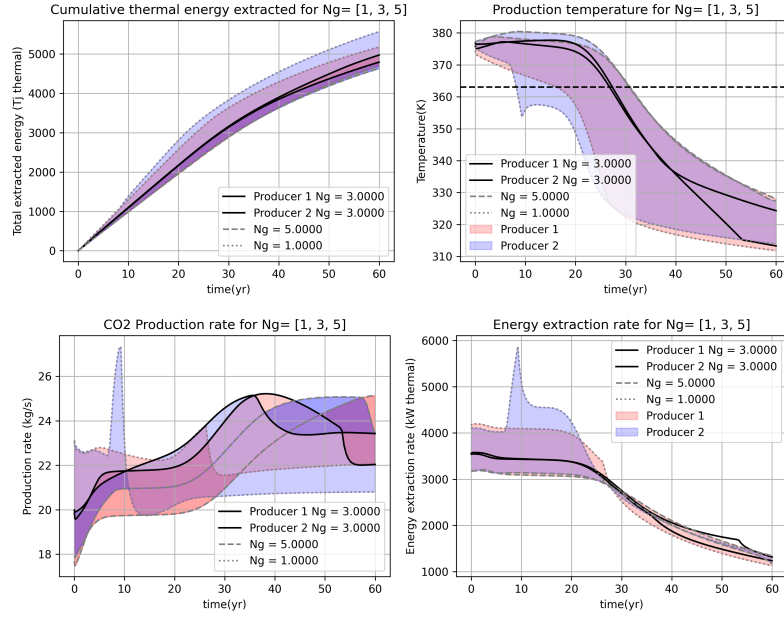 Cumulative thermal energy extracted for Ng= [1, 3, 5]
Total extracted energy (Tj thermal)
5000
4000
3000
2000
1000
0
Producer 1 Ng = 3.0000
Producer 2 Ng = 3.0000
Ng = 5.0000
Ng = 1.0000
0 10 20 30 40 50 60
time(yr)
Production temperature for Ng= [1, 3, 5]
Temperature(K)
380
370
360
350
340
330
320
310
Producer 1 Ng = 3.0000
Producer 2 Ng = 3.0000
Ng = 5.0000
Ng = 1.0000
Producer 1
Producer 2
0 10 20 30 40 50 60
time(yr)
CO2 Production rate for Ng= [1, 3, 5]
Production rate (kg/s)
26
24
22
20
18
Producer 1 Ng = 3.0000
Producer 2 Ng = 3.0000
Ng = 5.0000
Ng = 1.0000
0 10 20 30 40 50 60
time(yr)
Energy extraction rate for Ng= [1, 3, 5]
Energy extraction rate (kW thermal)
6000
5000
4000
3000
2000
1000
Producer 1 Ng = 3.0000
Producer 2 Ng = 3.0000
Ng = 5.0000
Ng = 1.0000
Producer 1
Producer 2
0 10 20 30 40 50 60
time(yr)